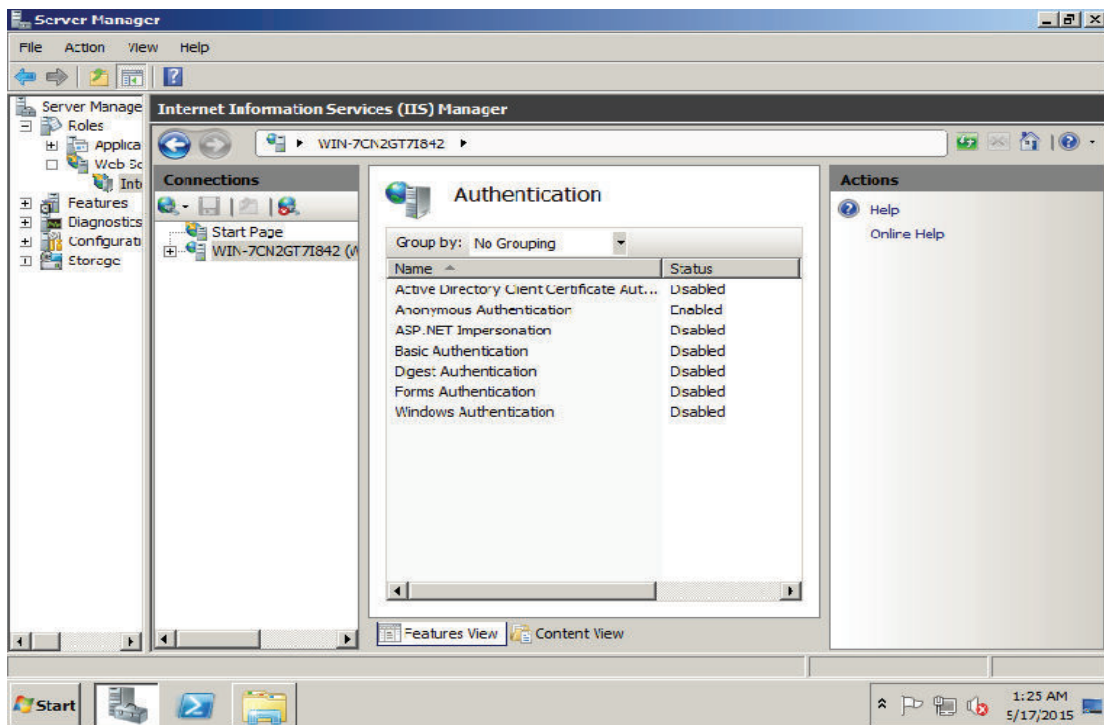 Server Manager
File Action View Help
Server Manage
Roles
Applica
Web Se
Int
Features
Diagnostics
Configurati
Storage
Internet Information Services (IIS) Manager
WIN-7CN2GT7I842
Connections
Start Page
WIN-7CN2GT7I842 (W
Authentication
Group by: No Grouping
Name Status
Active Directory Client Certificate Aut... Disabled
Anonymous Authentication Enabled
ASP.NET Impersonation Disabled
Basic Authentication Disabled
Digest Authentication Disabled
Forms Authentication Disabled
Windows Authentication Disabled
Features View Content View
Actions
Help
Online Help
Start
1:25 AM
5/17/2015